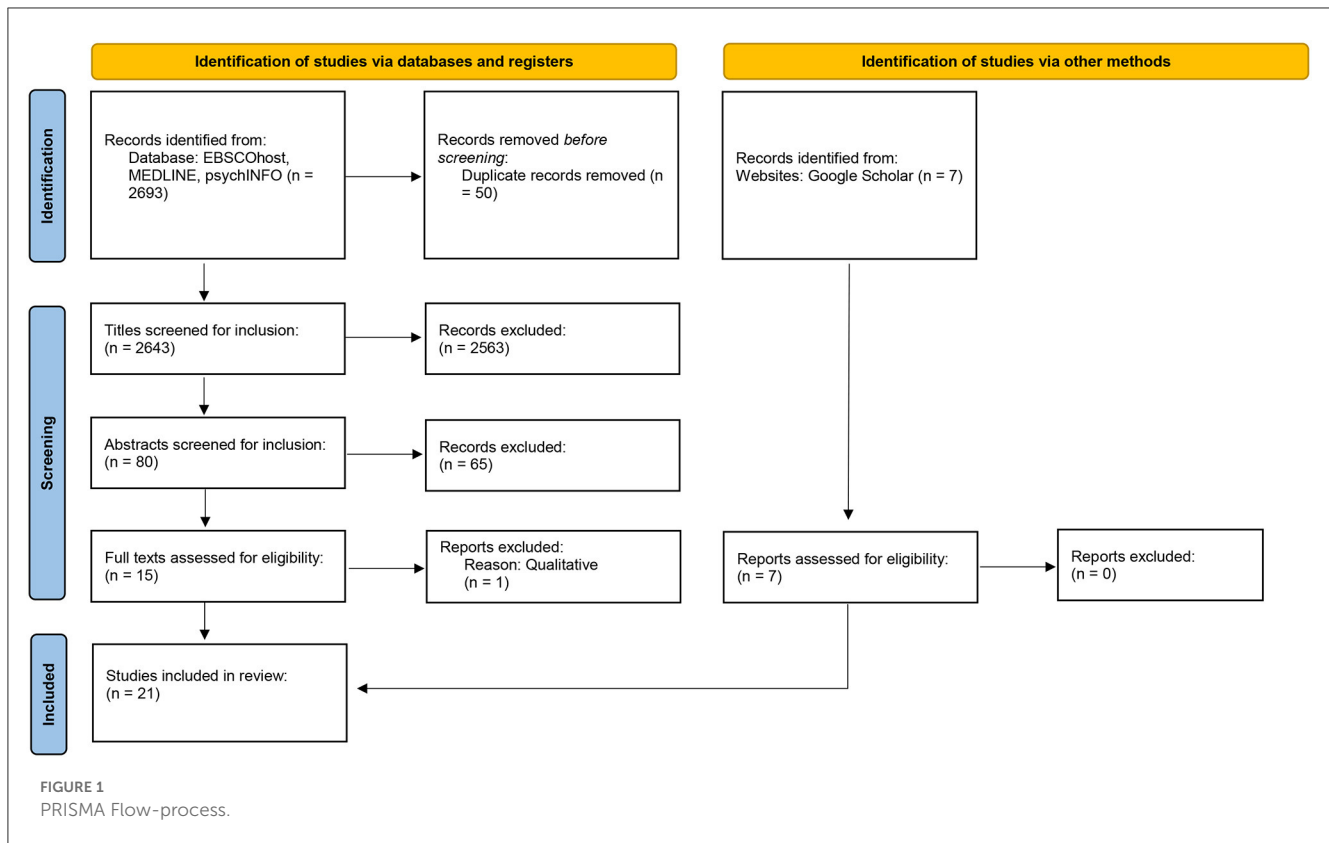 Identification of studies via databases and registers
Identification of studies via other methods
Identification
Records identified from:
Database: EBSCOhost,
MEDLINE, psychINFO (n =
2693)
Records removed before
screening:
Duplicate records removed (n
= 50)
Records identified from:
Websites: Google Scholar (n = 7)
Screening
Titles screened for inclusion:
(n = 2643)
Records excluded:
(n = 2563)
Abstracts screened for inclusion:
(n = 80)
Records excluded:
(n = 65)
Full texts assessed for eligibility:
(n = 15)
Reports excluded:
Reason: Qualitative
(n = 1)
Reports assessed for eligibility:
(n = 7)
Reports excluded:
(n = 0)
Included
Studies included in review:
(n = 21)
FIGURE 1
PRISMA Flow-process.